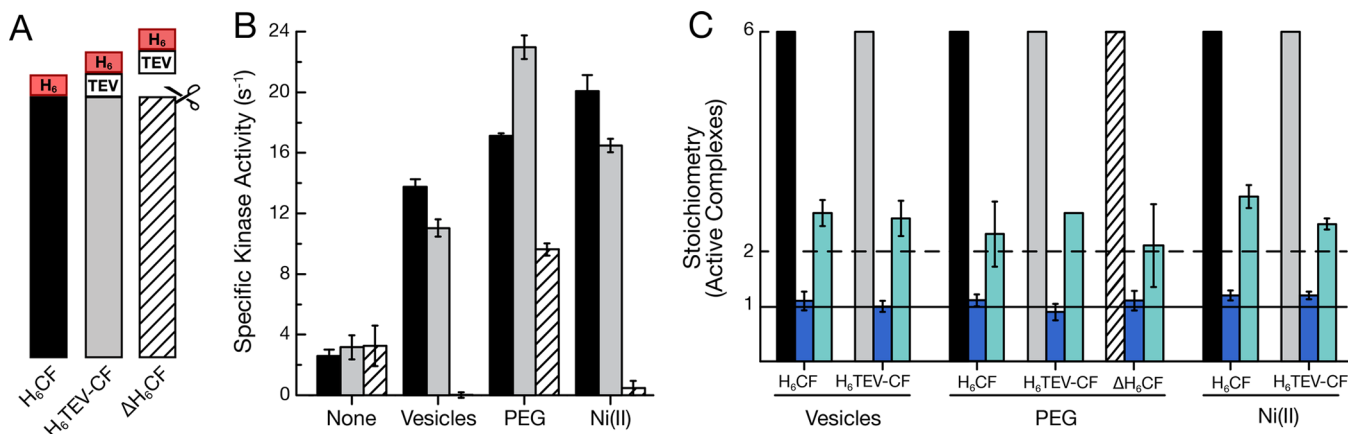 A
H₆
H₆
H₆
TEV
TEV
H₆CF
H₆TEV-CF
ΔH₆CF
B
Specific Kinase Activity (s⁻¹)
24
20
16
12
8
4
0
None Vesicles PEG Ni(II)
C
Stoichiometry
(Active Complexes)
6
2
1
H₆CF H₆TEV-CF H₆CF H₆TEV-CF ΔH₆CF H₆CF H₆TEV-CF
Vesicles PEG Ni(II)